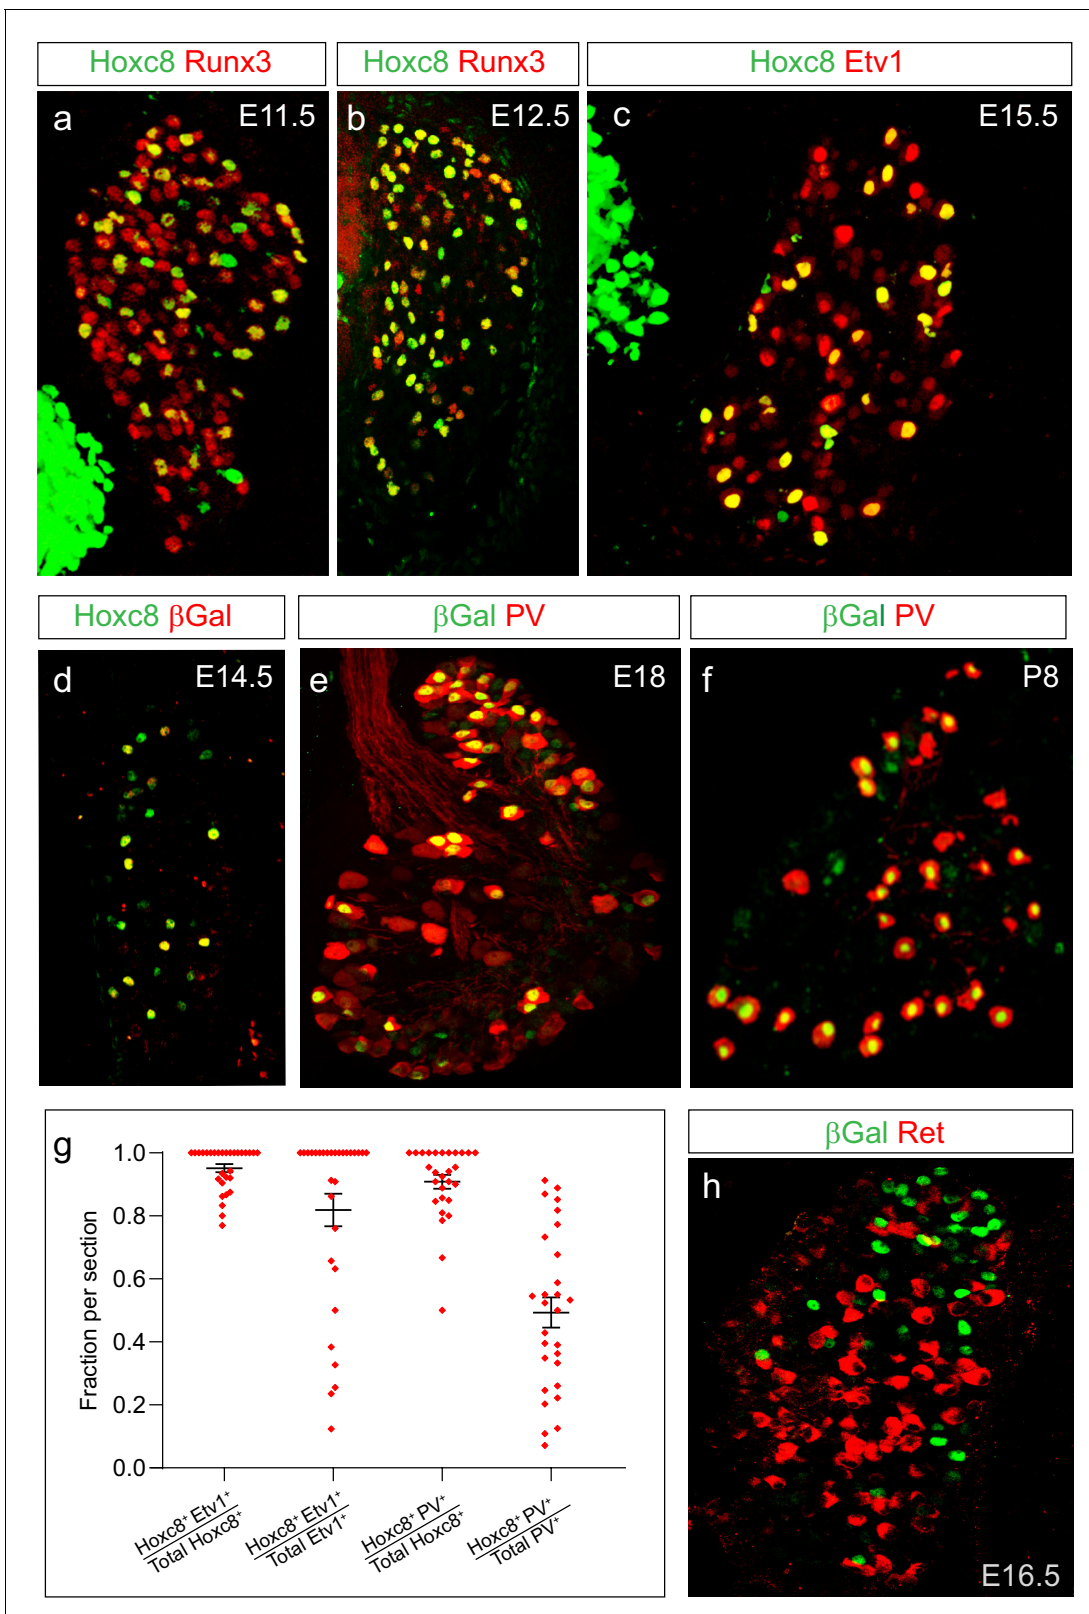 Hoxc8 Runx3
Hoxc8 Runx3
Hoxc8 Etv1
a
E11.5
b
E12.5
c
E15.5
Hoxc8 βGal
βGal PV
βGal PV
d
E14.5
e
E18
f
P8
g
1.0
0.8
0.6
0.4
0.2
0.0
Fraction per section
Hoxc8⁺ Etv1⁺
Total Hoxc8⁺
Hoxc8⁺ Etv1⁺
Total Etv1⁺
Hoxc8⁺ PV⁺
Total Hoxc8⁺
Hoxc8⁺ PV⁺
Total PV⁺
βGal Ret
h
E16.5